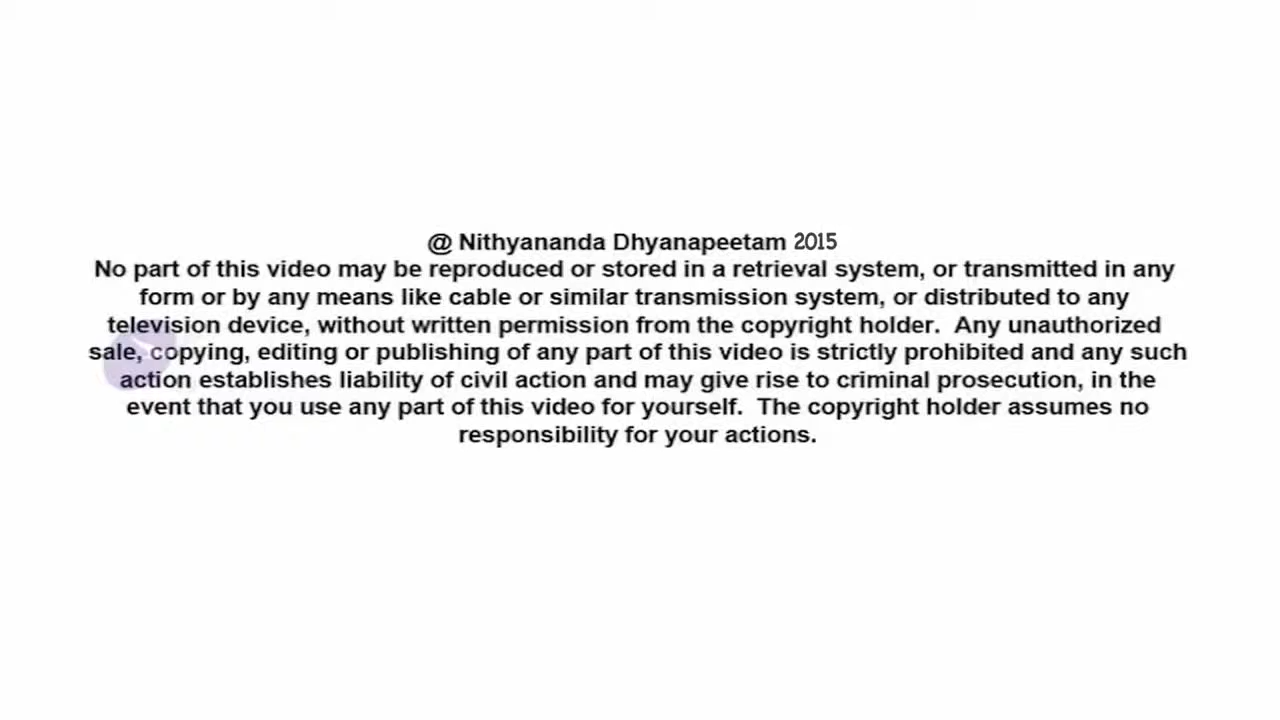 @ Nithyananda Dhyanapeetam 2015
No part of this video may be reproduced or stored in a retrieval system, or transmitted in any
form or by any means like cable or similar transmission system, or distributed to any
television device, without written permission from the copyright holder.  Any unauthorized
sale, copying, editing or publishing of any part of this video is strictly prohibited and any such
action establishes liability of civil action and may give rise to criminal prosecution, in the
event that you use any part of this video for yourself.  The copyright holder assumes no
responsibility for your actions.